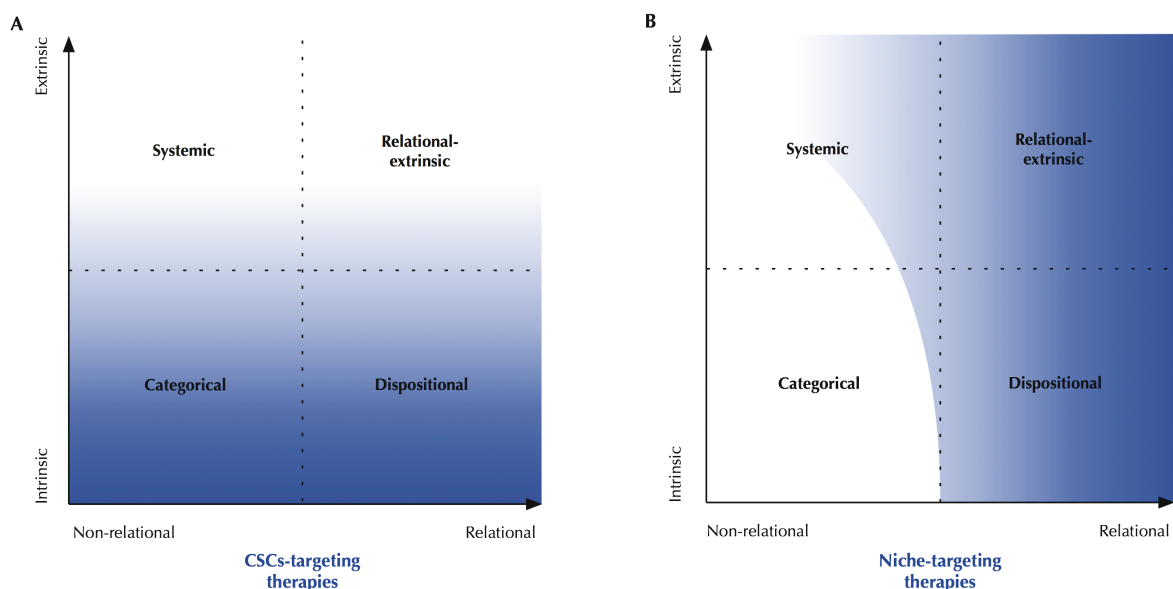 A
Extrinsic
Systemic
Relational-
extrinsic
Categorical
Dispositional
Intrinsic
Non-relational
Relational
CSCs-targeting
therapies
B
Extrinsic
Systemic
Relational-
extrinsic
Categorical
Dispositional
Intrinsic
Non-relational
Relational
Niche-targeting
therapies